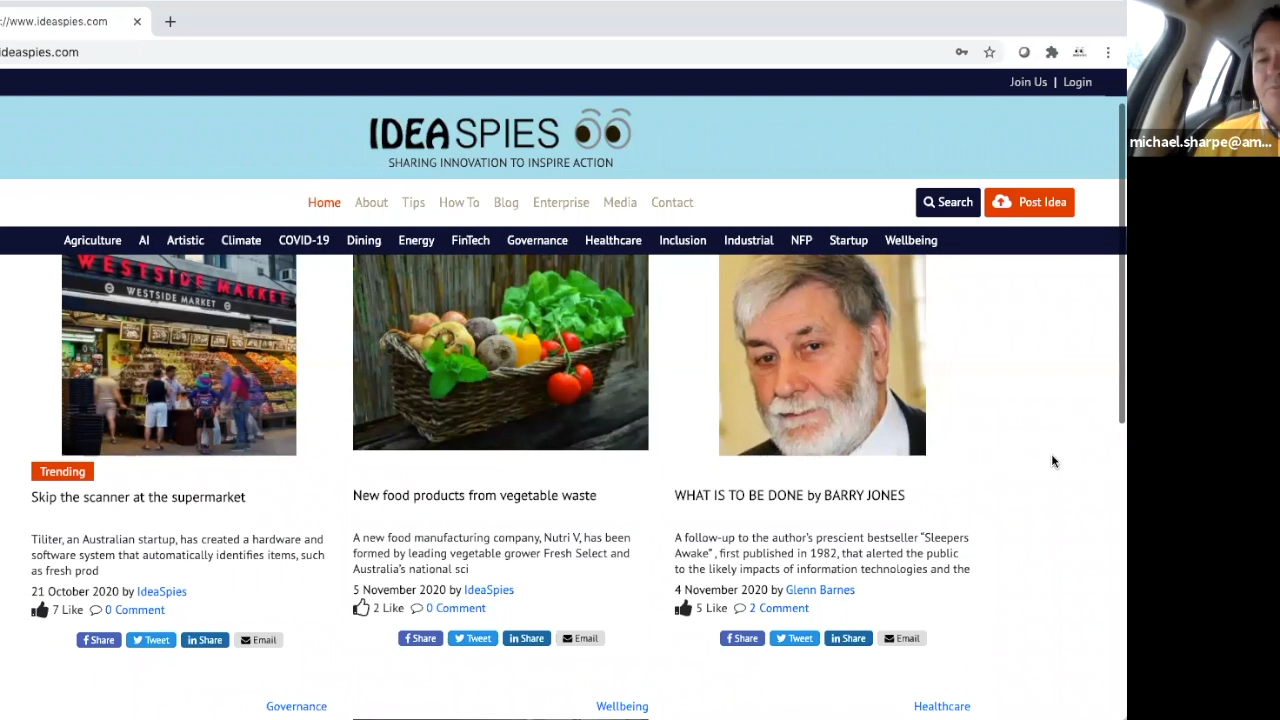 ://www.ideaspies.com
ideaspies.com
Join Us | Login
IDEA SPIES
SHARING INNOVATION TO INSPIRE ACTION
michael.sharpe@am...
Home About Tips How To Blog Enterprise Media Contact
Search
Post Idea
Agriculture AI Artistic Climate COVID-19 Dining Energy FinTech Governance Healthcare Inclusion Industrial NFP Startup Wellbeing
WESTSIDE MARKET
WESTSIDE MARKET
Trending
Skip the scanner at the supermarket
Tiliter, an Australian startup, has created a hardware and
software system that automatically identifies items, such
as fresh prod
21 October 2020 by IdeaSpies
7 Like 0 Comment
Share Tweet Share Email
New food products from vegetable waste
A new food manufacturing company, Nutri V, has been
formed by leading vegetable grower Fresh Select and
Australia's national sci
5 November 2020 by IdeaSpies
2 Like 0 Comment
Share Tweet Share Email
WHAT IS TO BE DONE by BARRY JONES
A follow-up to the author's prescient bestseller "Sleepers
Awake" , first published in 1982, that alerted the public
to the likely impacts of information technologies and the
4 November 2020 by Glenn Barnes
5 Like 2 Comment
Share Tweet Share Email
Governance
Wellbeing
Healthcare